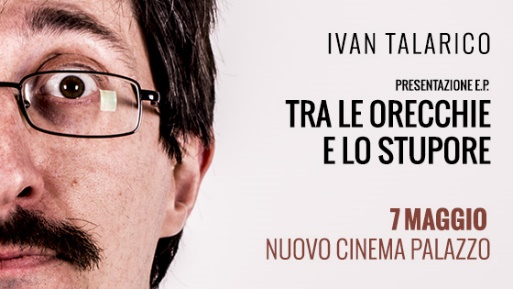 IVAN TALARICO
PRESENTAZIONE E.P.
TRA LE ORECCHIE
E LO STUPORE
7 MAGGIO
NUOVO CINEMA PALAZZO